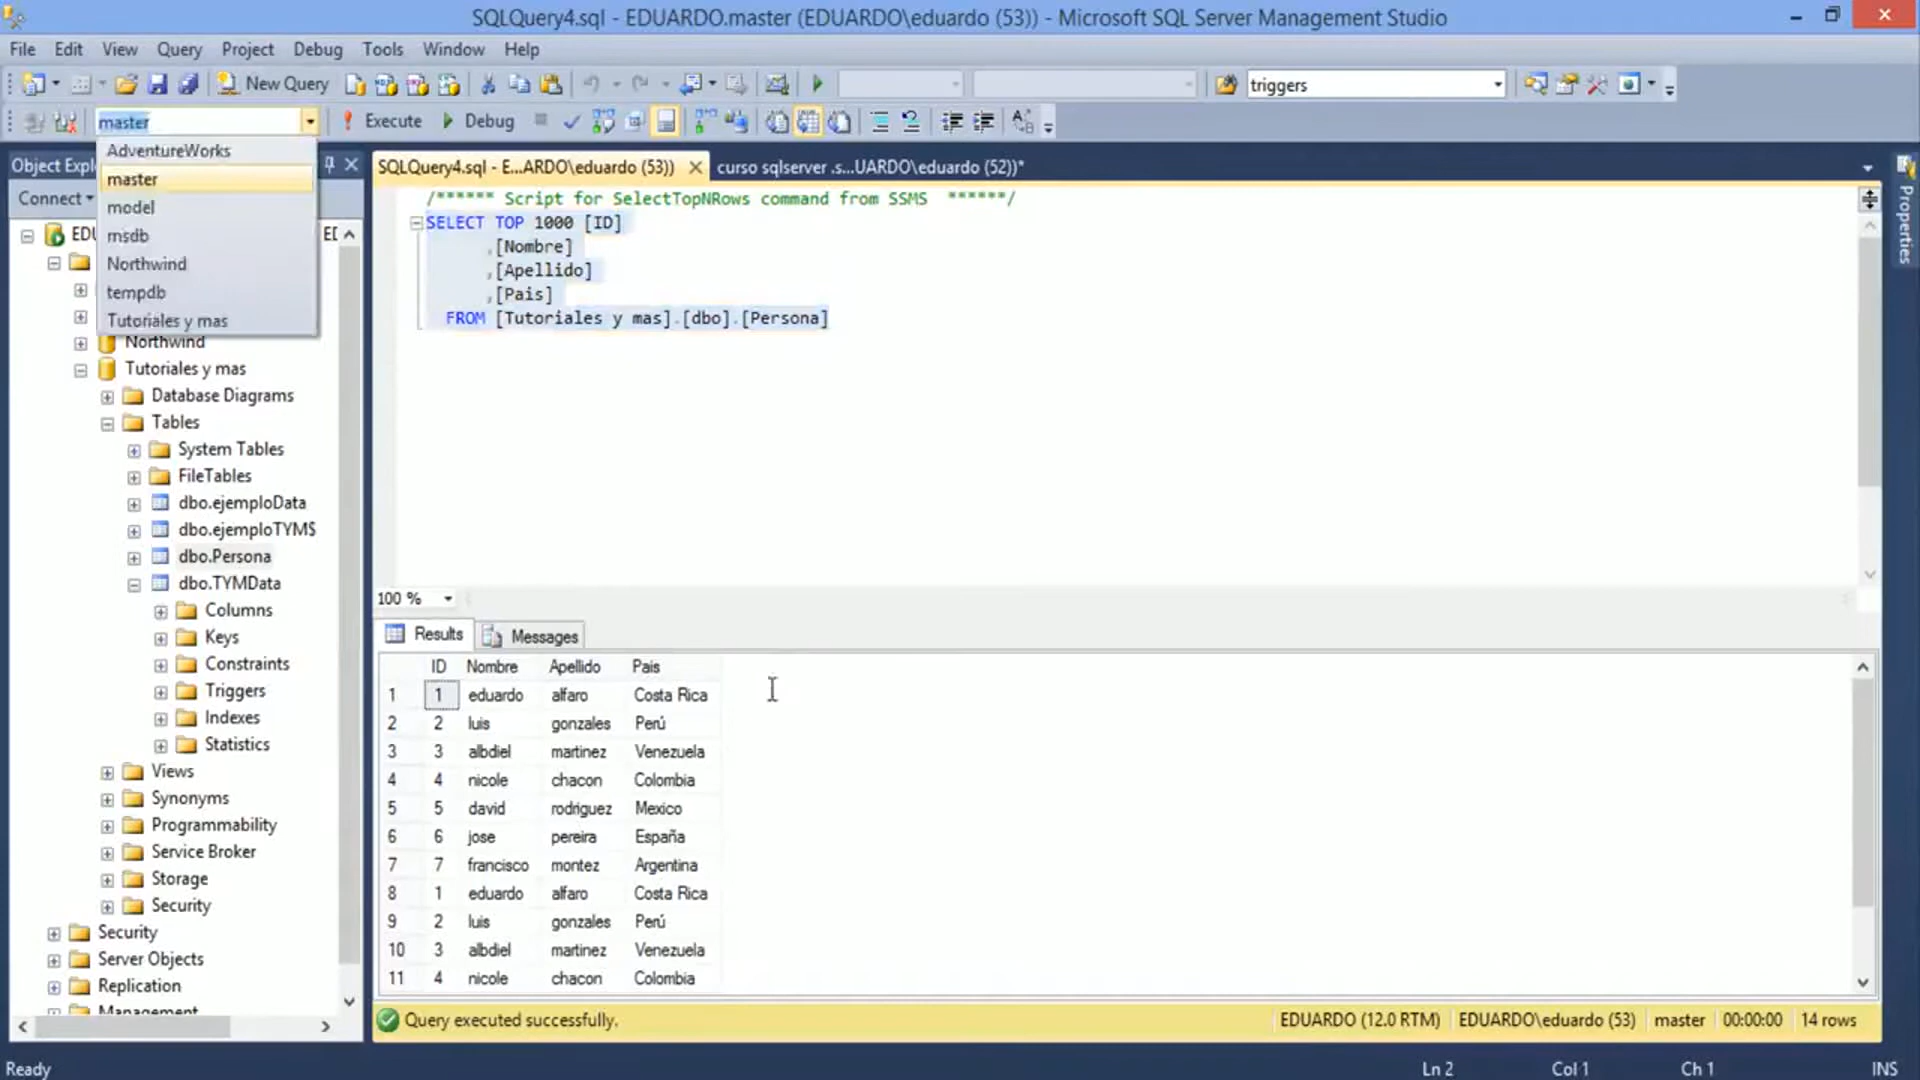 SQLQuery4.sql - EDUARDO.master (EDUARDO\eduardo (53)) - Microsoft SQL Server Management Studio
File Edit View Query Project Debug Tools Window Help
New Query triggers
master Execute Debug
AdventureWorks
master
model
msdb
Northwind
tempdb
Tutoriales y mas
Object Expl
Connect
EDU
EL
Northwind
Tutoriales y mas
Database Diagrams
Tables
System Tables
FileTables
dbo.ejemploData
dbo.ejemploTYM$
dbo.Persona
dbo.TYMData
Columns
Keys
Constraints
Triggers
Indexes
Statistics
Views
Synonyms
Programmability
Service Broker
Storage
Security
Security
Server Objects
Replication
Management
SQLQuery4.sql - E...ARDO\eduardo (53)) curso sqlserver .s...UARDO\eduardo (52))*
/****** Script for SelectTopNRows command from SSMS ******/
SELECT TOP 1000 [ID]
,[Nombre]
,[Apellido]
,[Pais]
FROM [Tutoriales y mas].[dbo].[Persona]
Properties
100 %
Results Messages
ID Nombre Apellido Pais
1 1 eduardo alfaro Costa Rica
2 2 luis gonzales Perú
3 3 albdiel martinez Venezuela
4 4 nicole chacon Colombia
5 5 david rodriguez Mexico
6 6 jose pereira España
7 7 francisco montez Argentina
8 1 eduardo alfaro Costa Rica
9 2 luis gonzales Perú
10 3 albdiel martinez Venezuela
11 4 nicole chacon Colombia
Query executed successfully. EDUARDO (12.0 RTM) EDUARDO\eduardo (53) master 00:00:00 14 rows
Ready Ln 2 Col 1 Ch 1 INS